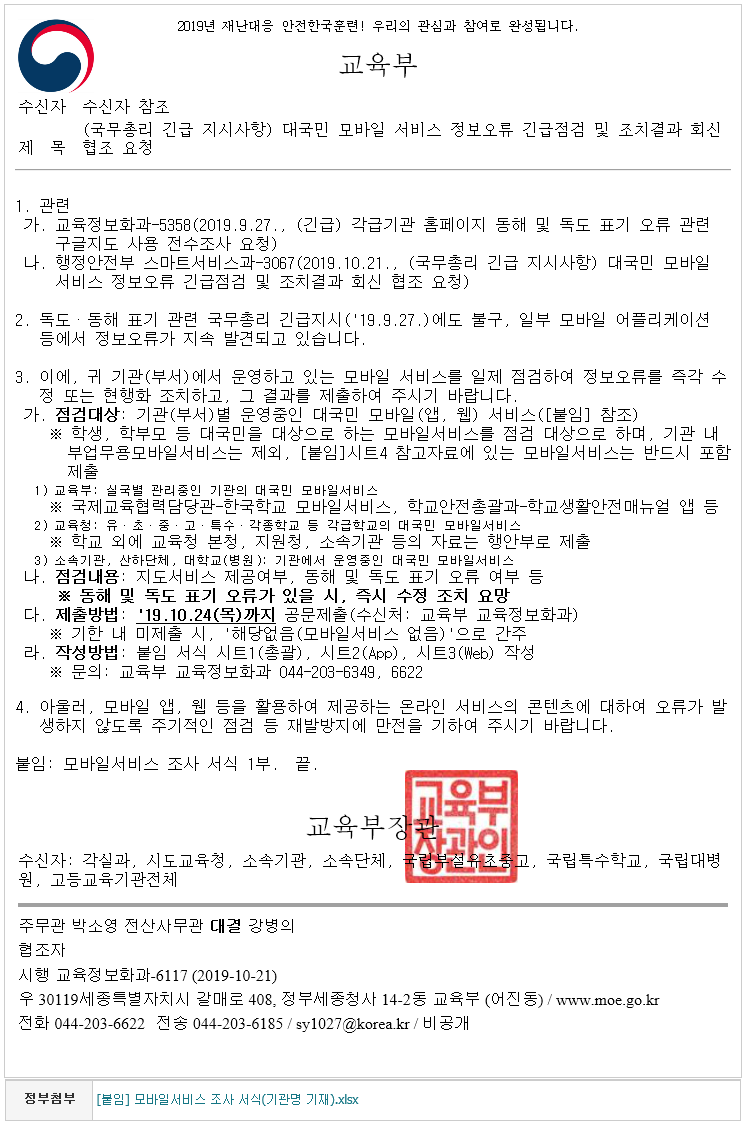 2019년 재난대응 안전한국훈련! 우리의 관심과 참여로 완성됩니다.
교육부
수신자 수신자 참조
(국무총리 긴급 지시사항) 대국민 모바일 서비스 정보오류 긴급점검 및 조치결과 회신
제 목 협조 요청
1. 관련
가. 교육정보화과-5358(2019.9.27., (긴급) 각급기관 홈페이지 동해 및 독도 표기 오류 관련
구글지도 사용 전수조사 요청)
나. 행정안전부 스마트서비스과-3067(2019.10.21., (국무총리 긴급 지시사항) 대국민 모바일
서비스 정보오류 긴급점검 및 조치결과 회신 협조 요청)
2. 독도·동해 표기 관련 국무총리 긴급지시('19.9.27.)에도 불구, 일부 모바일 어플리케이션
등에서 정보오류가 지속 발견되고 있습니다.
3. 이에, 귀 기관(부서)에서 운영하고 있는 모바일 서비스를 일제 점검하여 정보오류를 즉각 수
정 또는 현행화 조치하고, 그 결과를 제출하여 주시기 바랍니다.
가. 점검대상: 기관(부서)별 운영중인 대국민 모바일(앱, 웹) 서비스([붙임] 참조)
※ 학생, 학부모 등 대국민을 대상으로 하는 모바일서비스를 점검 대상으로 하며, 기관 내
부업무용모바일서비스는 제외, [붙임]시트4 참고자료에 있는 모바일서비스는 반드시 포함
제출
1) 교육부: 실국별 관리중인 기관의 대국민 모바일서비스
※ 국제교육협력담당관-한국학교 모바일서비스, 학교안전총괄과-학교생활안전매뉴얼 앱 등
2) 교육청: 유·초·중·고·특수·각종학교 등 각급학교의 대국민 모바일서비스
※ 학교 외에 교육청 본청, 지원청, 소속기관 등의 자료는 행안부로 제출
3) 소속기관, 산하단체, 대학교(병원): 기관에서 운영중인 대국민 모바일서비스
나. 점검내용: 지도서비스 제공여부, 동해 및 독도 표기 오류 여부 등
※ 동해 및 독도 표기 오류가 있을 시, 즉시 수정 조치 요망
다. 제출방법: '19.10.24(목)까지 공문제출(수신처: 교육부 교육정보화과)
※ 기한 내 미제출 시, '해당없음(모바일서비스 없음)'으로 간주
라. 작성방법: 붙임 서식 시트1(총괄), 시트2(App), 시트3(Web) 작성
※ 문의: 교육부 교육정보화과 044-203-6349, 6622
4. 아울러, 모바일 앱, 웹 등을 활용하여 제공하는 온라인 서비스의 콘텐츠에 대하여 오류가 발
생하지 않도록 주기적인 점검 등 재발방지에 만전을 기하여 주시기 바랍니다.
붙임: 모바일서비스 조사 서식 1부. 끝.
교육부장관
교육부
장관인
수신자: 각실과, 시도교육청, 소속기관, 소속단체, 국립부설유초중고, 국립특수학교, 국립대병
원, 고등교육기관전체
주무관 박소영 전산사무관 대결 강병의
협조자
시행 교육정보화과-6117 (2019-10-21)
우 30119세종특별자치시 갈매로 408, 정부세종청사 14-2동 교육부 (어진동) / www.moe.go.kr
전화 044-203-6622 전송 044-203-6185 / sy1027@korea.kr / 비공개
정부첨부 [붙임] 모바일서비스 조사 서식(기관명 기재).xlsx